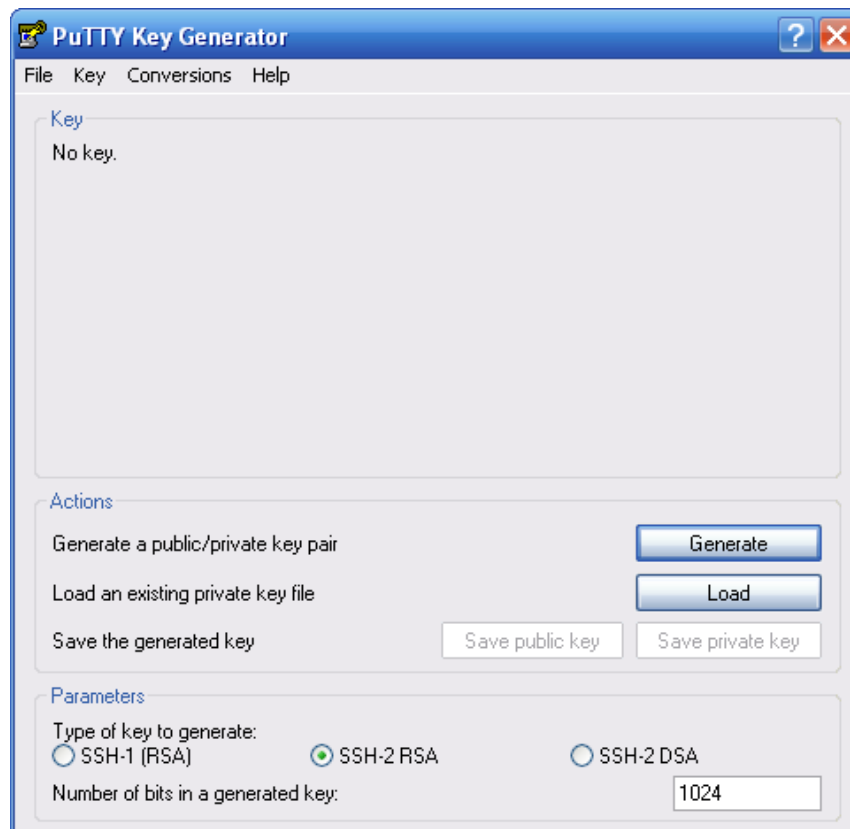 PuTTY Key Generator
File Key Conversions Help
Key
No key.
Actions
Generate a public/private key pair Generate
Load an existing private key file Load
Save the generated key Save public key Save private key
Parameters
Type of key to generate:
SSH-1 (RSA) SSH-2 RSA SSH-2 DSA
Number of bits in a generated key: 1024